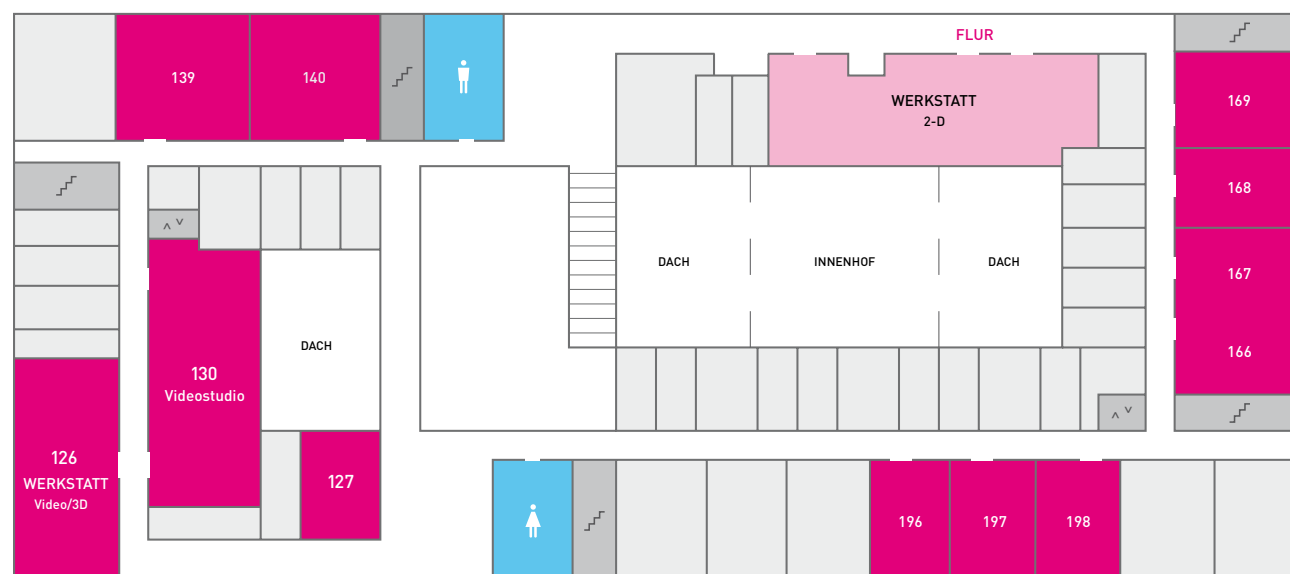 FLUR
139
140
WERKSTATT
2-D
169
168
DACH
INNENHOF
DACH
167
166
DACH
130
Videostudio
126
WERKSTATT
Video/3D
127
196
197
198